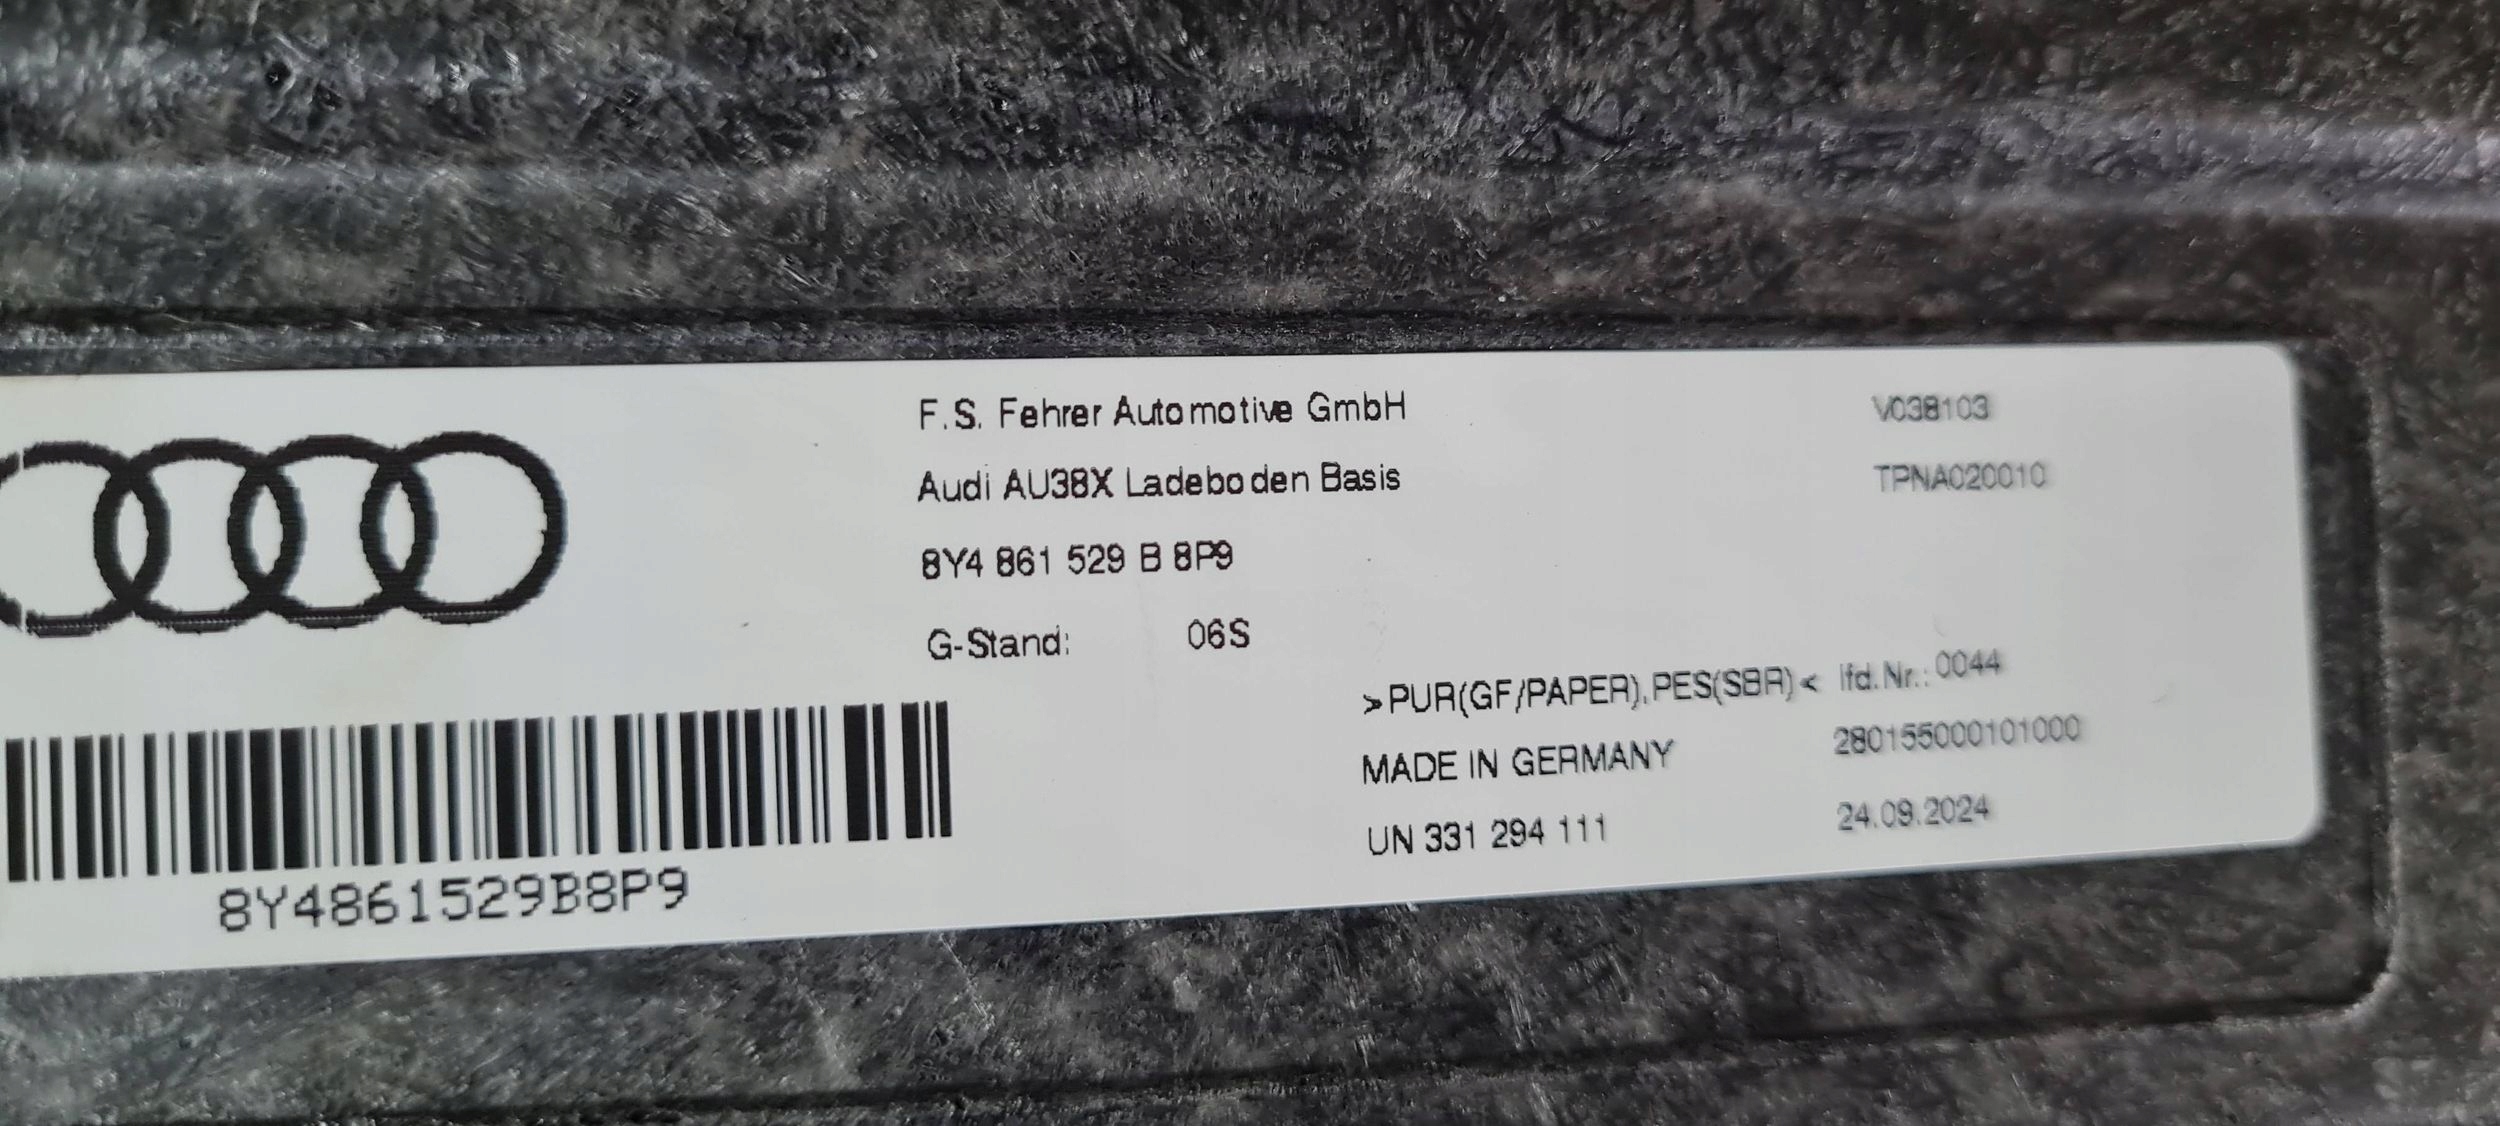 F.S. Fehrer Automotive GmbH
V038103
Audi AU38X Ladeboden Basis
TPNA020010
8Y4 861 529 B 8P9
G-Stand: 06S
>PUR(GF/PAPER),PES(SBR)< lfd.Nr.: 0044
MADE IN GERMANY
280155000101000
UN 331 294 111
24.09.2024
8Y4861529B8P9